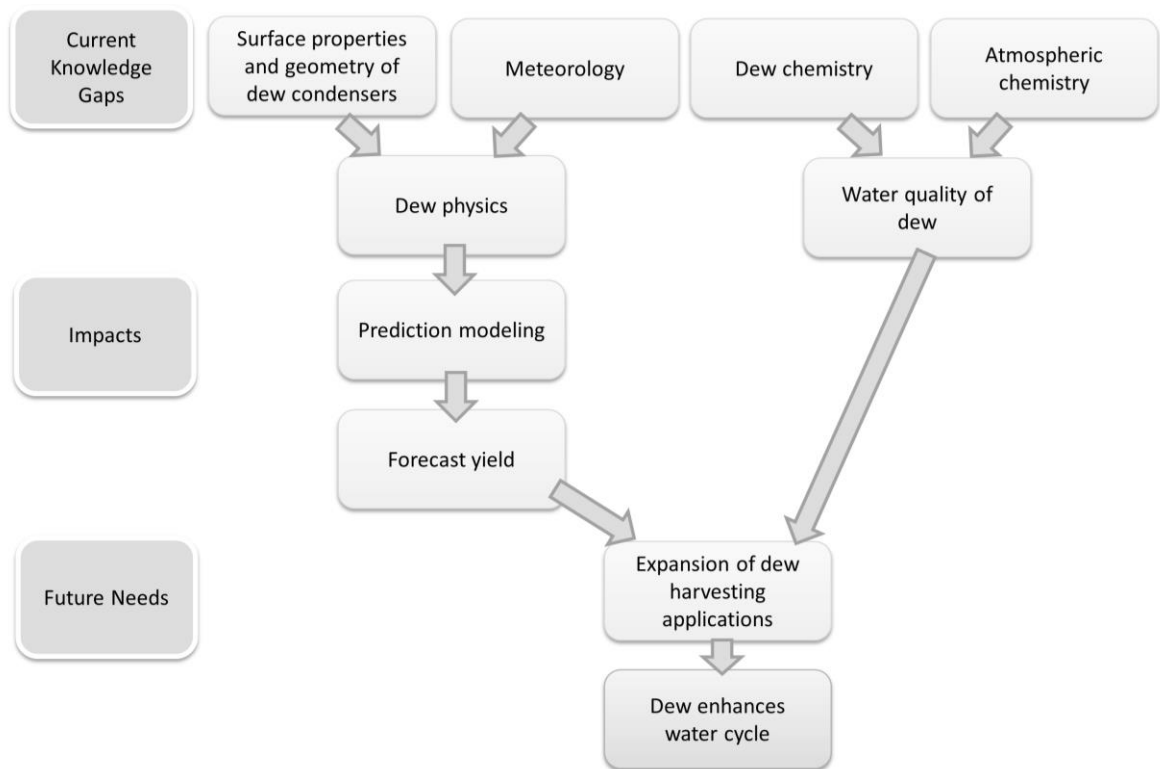 Current
Knowledge
Gaps
Surface properties
and geometry of
dew condensers
Meteorology
Dew chemistry
Atmospheric
chemistry
Dew physics
Water quality of
dew
Impacts
Prediction modeling
Forecast yield
Future Needs
Expansion of dew
harvesting
applications
Dew enhances
water cycle